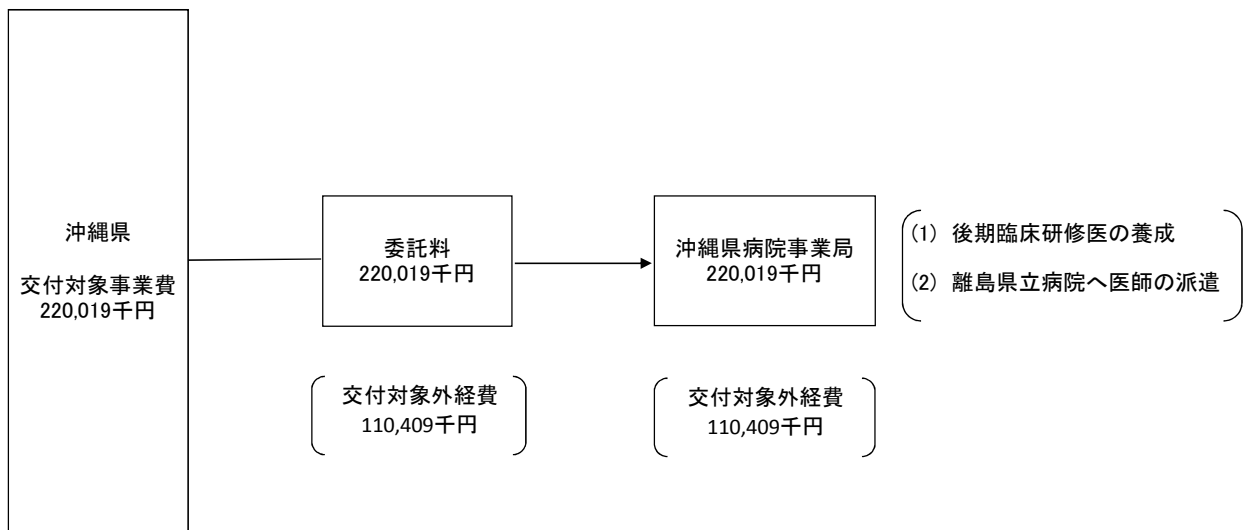 沖縄県
交付対象事業費
220,019千円
委託料
220,019千円
沖縄県病院事業局
220,019千円
(1) 後期臨床研修医の養成
(2) 離島県立病院へ医師の派遣
交付対象外経費
110,409千円
交付対象外経費
110,409千円